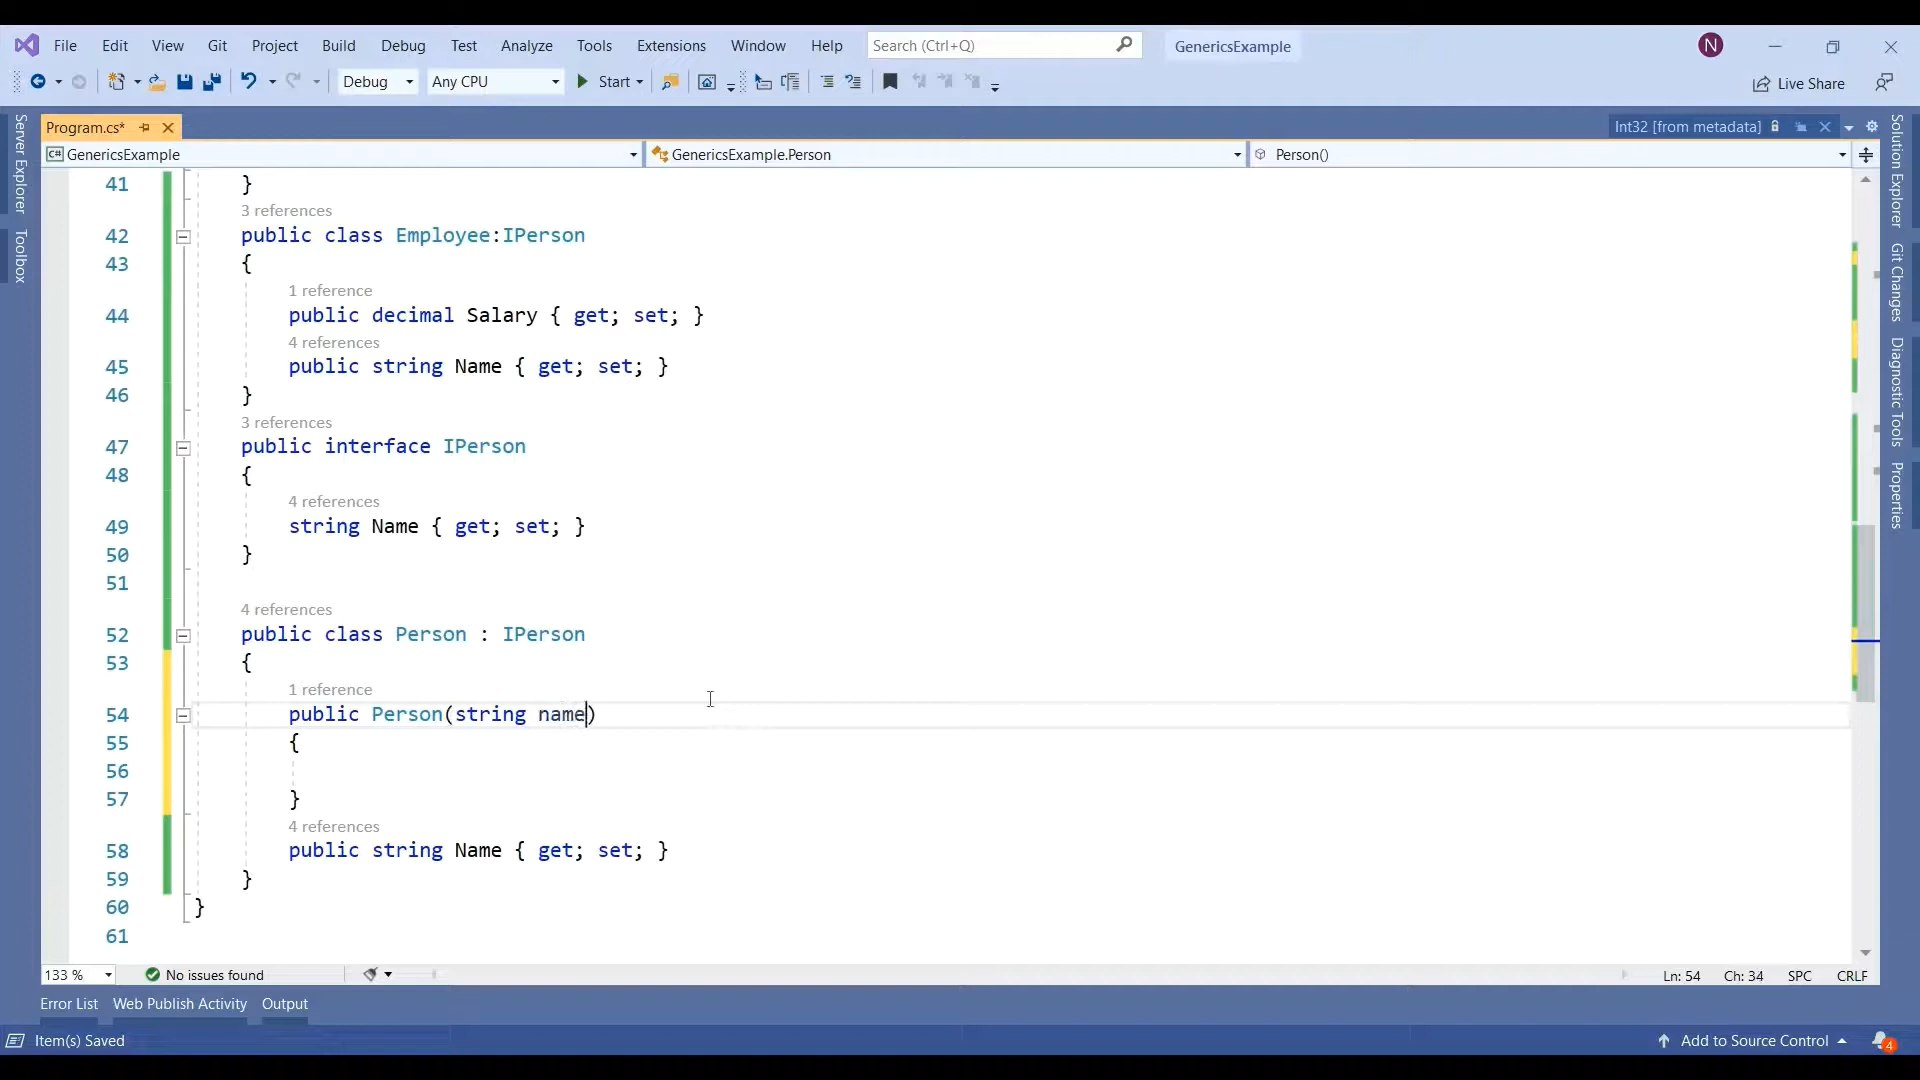 File Edit View Git Project Build Debug Test Analyze Tools Extensions Window Help Search (Ctrl+Q) GenericsExample N
Debug Any CPU Start Live Share
Program.cs* Int32 [from metadata]
GenericsExample GenericsExample.Person Person()
Server Explorer
Toolbox
Solution Explorer
Git Changes
Diagnostic Tools
Properties
41 }
3 references
42 public class Employee:IPerson
43 {
1 reference
44 public decimal Salary { get; set; }
4 references
45 public string Name { get; set; }
46 }
3 references
47 public interface IPerson
48 {
4 references
49 string Name { get; set; }
50 }
51
4 references
52 public class Person : IPerson
53 {
1 reference
54 public Person(string name)
55 {
56
57 }
4 references
58 public string Name { get; set; }
59 }
60 }
61
133 % No issues found Ln: 54 Ch: 34 SPC CRLF
Error List Web Publish Activity Output
Item(s) Saved Add to Source Control 4